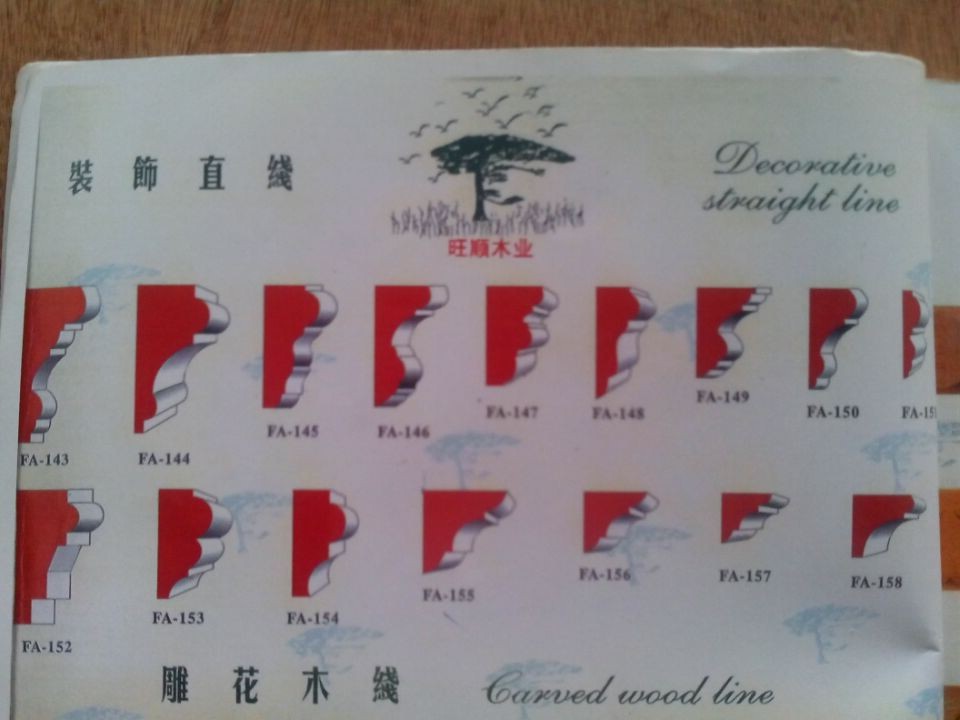 裝飾直綫
Decorative
straight line
旺顺木业
FA-143
FA-144
FA-145
FA-146
FA-147
FA-148
FA-149
FA-150
FA-151
FA-152
FA-153
FA-154
FA-155
FA-156
FA-157
FA-158
雕花木綫
Carved wood line